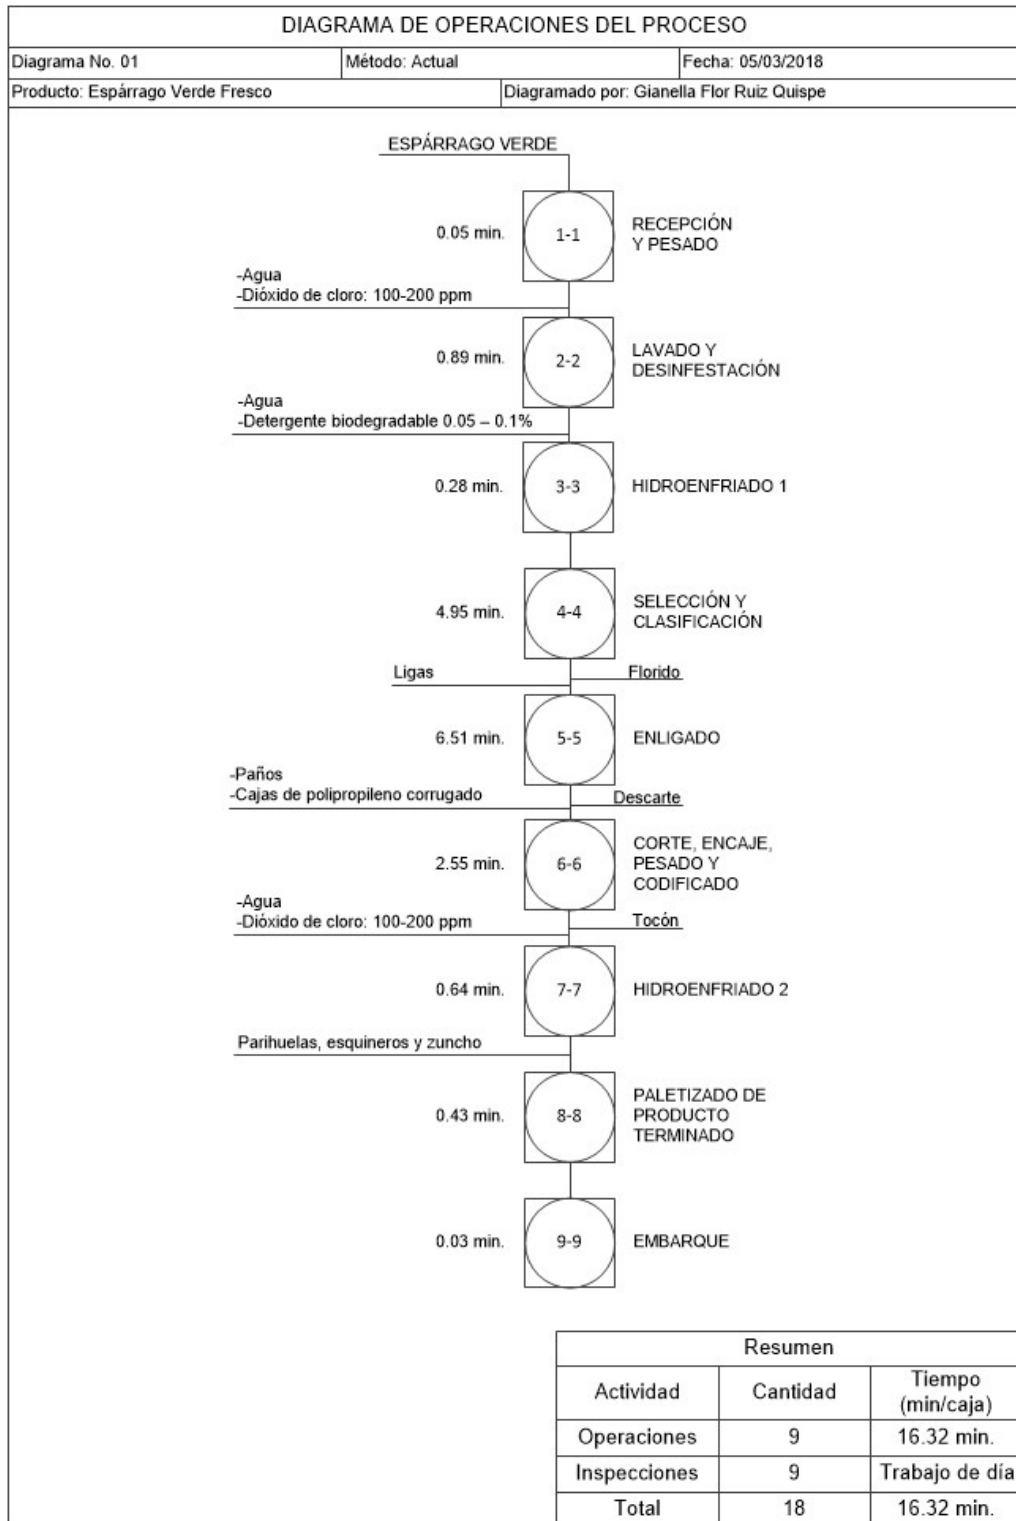 DIAGRAMA DE OPERACIONES DEL PROCESO
Diagrama No. 01
Método: Actual
Fecha: 05/03/2018
Producto: Espárrago Verde Fresco
Diagramado por: Gianella Flor Ruiz Quispe
ESPÁRRAGO VERDE
0.05 min.
1-1
RECEPCIÓN
Y PESADO
-Agua
-Dióxido de cloro: 100-200 ppm
0.89 min.
2-2
LAVADO Y
DESINFESTACIÓN
-Agua
-Detergente biodegradable 0.05 – 0.1%
0.28 min.
3-3
HIDROENFRIADO 1
4.95 min.
4-4
SELECCIÓN Y
CLASIFICACIÓN
Ligas
Florido
6.51 min.
5-5
ENLIGADO
-Paños
-Cajas de polipropileno corrugado
Descarte
2.55 min.
6-6
CORTE, ENCAJE,
PESADO Y
CODIFICADO
-Agua
-Dióxido de cloro: 100-200 ppm
Tocón
0.64 min.
7-7
HIDROENFRIADO 2
Parihuelas, esquineros y zuncho
0.43 min.
8-8
PALETIZADO DE
PRODUCTO
TERMINADO
0.03 min.
9-9
EMBARQUE
Resumen
Actividad
Cantidad
Tiempo
(min/caja)
Operaciones
9
16.32 min.
Inspecciones
9
Trabajo de día
Total
18
16.32 min.